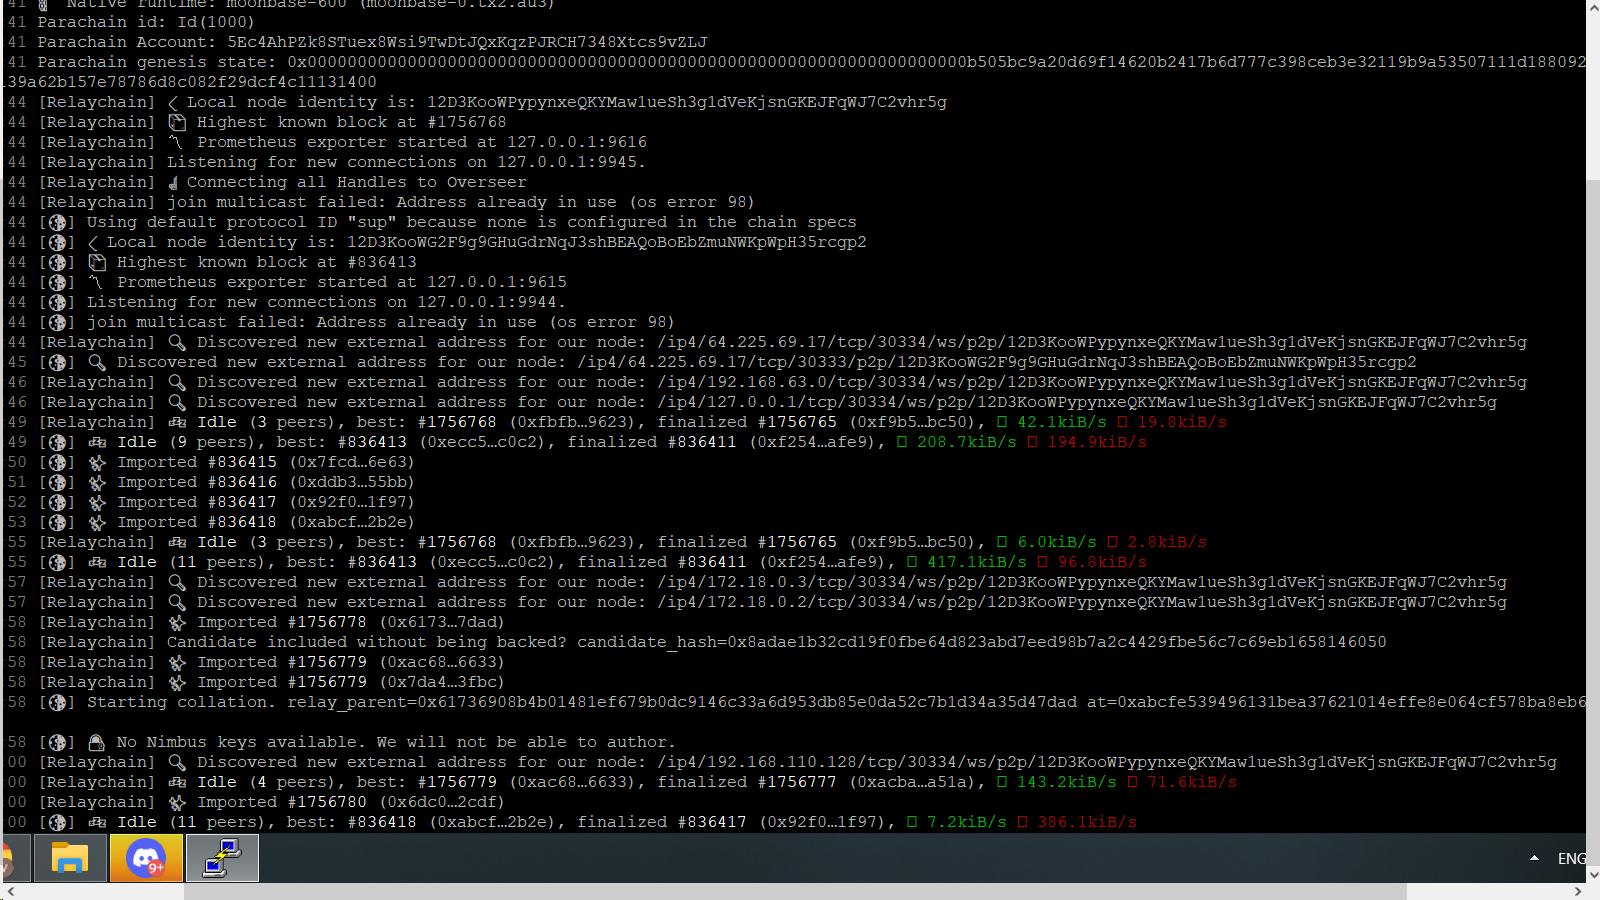 41 Native runtime: moonbase-600 (moonbase-0.tx2.au3)
41 Parachain id: Id(1000)
41 Parachain Account: 5Ec4AhPZk8STuex8Wsi9TwDtJQxKqzPJRCH7348Xtcs9vZLJ
41 Parachain genesis state:
39a62b157e78786d8c082f29dcf4c11131400
44 [Relaychain] Local node identity is: 12D3KooWPypynxeQKYMaw1ueSh3g1dVeKjsnGKEJFqWJ7C2vhr5g
44 [Relaychain] Highest known block at #1756768
44 [Relaychain] Prometheus exporter started at 127.0.0.1:9616
44 [Relaychain] Listening for new connections on 127.0.0.1:9945.
44 [Relaychain] Connecting all Handles to Overseer
44 [Relaychain] join multicast failed: Address already in use (os error 98)
44 [] Using default protocol ID "sup" because none is configured in the chain specs
44 [] Local node identity is: 12D3KooWG2F9g9GHuGdrNqJ3shBEAQoBoEbZmuNWKpWpH35rcgp2
44 [] Highest known block at #836413
44 [] Prometheus exporter started at 127.0.0.1:9615
44 [] Listening for new connections on 127.0.0.1:9944.
44 [] join multicast failed: Address already in use (os error 98)
44 [Relaychain] Discovered new external address for our node: /ip4/64.225.69.17/tcp/30334/ws/p2p/12D3KooWPypynxeQKYMaw1ueSh3g1dVeKjsnGKEJFqWJ7C2vhr5g
45 [] Discovered new external address for our node: /ip4/64.225.69.17/tcp/30333/p2p/12D3KooWG2F9g9GHuGdrNqJ3shBEAQoBoEbZmuNWKpWpH35rcgp2
46 [Relaychain] Discovered new external address for our node: /ip4/192.168.63.0/tcp/30334/ws/p2p/12D3KooWPypynxeQKYMaw1ueSh3g1dVeKjsnGKEJFqWJ7C2vhr5g
46 [Relaychain] Discovered new external address for our node: /ip4/127.0.0.1/tcp/30334/ws/p2p/12D3KooWPypynxeQKYMaw1ueSh3g1dVeKjsnGKEJFqWJ7C2vhr5g
49 [Relaychain] Idle (3 peers), best: #1756768 (0xfbfb…9623), finalized #1756765 (0xf9b5…bc50), 42.1kiB/s 19.8kiB/s
49 [] Idle (9 peers), best: #836413 (0xecc5…c0c2), finalized #836411 (0xf254…afe9), 208.7kiB/s 194.9kiB/s
50 [] Imported #836415 (0x7fcd…6e63)
51 [] Imported #836416 (0xddb3…55bb)
52 [] Imported #836417 (0x92f0…1f97)
53 [] Imported #836418 (0xabcf…2b2e)
55 [Relaychain] Idle (3 peers), best: #1756768 (0xfbfb…9623), finalized #1756765 (0xf9b5…bc50), 6.0kiB/s 2.8kiB/s
55 [] Idle (11 peers), best: #836413 (0xecc5…c0c2), finalized #836411 (0xf254…afe9), 417.1kiB/s 96.8kiB/s
57 [Relaychain] Discovered new external address for our node: /ip4/172.18.0.3/tcp/30334/ws/p2p/12D3KooWPypynxeQKYMaw1ueSh3g1dVeKjsnGKEJFqWJ7C2vhr5g
57 [Relaychain] Discovered new external address for our node: /ip4/172.18.0.2/tcp/30334/ws/p2p/12D3KooWPypynxeQKYMaw1ueSh3g1dVeKjsnGKEJFqWJ7C2vhr5g
58 [Relaychain] Imported #1756778 (0x6173…7dad)
58 [Relaychain] Candidate included without being backed? candidate_hash=0x8adae1b32cd19f0fbe64d823abd7eed98b7a2c4429fbe56c7c69eb1658146050
58 [Relaychain] Imported #1756779 (0xac68…6633)
58 [Relaychain] Imported #1756779 (0x7da4…3fbc)
58 [] Starting collation. relay_parent=0x61736908b4b01481ef679b0dc9146c33a6d953db85e0da52c7b1d34a35d47dad at=0xabcfe539496131bea37621014effe8e064cf578ba8eb6
58 [] No Nimbus keys available. We will not be able to author.
00 [Relaychain] Discovered new external address for our node: /ip4/192.168.110.128/tcp/30334/ws/p2p/12D3KooWPypynxeQKYMaw1ueSh3g1dVeKjsnGKEJFqWJ7C2vhr5g
00 [Relaychain] Idle (4 peers), best: #1756779 (0xac68…6633), finalized #1756777 (0xacba…a51a), 143.2kiB/s 71.6kiB/s
00 [Relaychain] Imported #1756780 (0x6dc0…2cdf)
00 [] Idle (11 peers), best: #836418 (0xabcf…2b2e), finalized #836417 (0x92f0…1f97), 7.2kiB/s 386.1kiB/s
9+
ENG